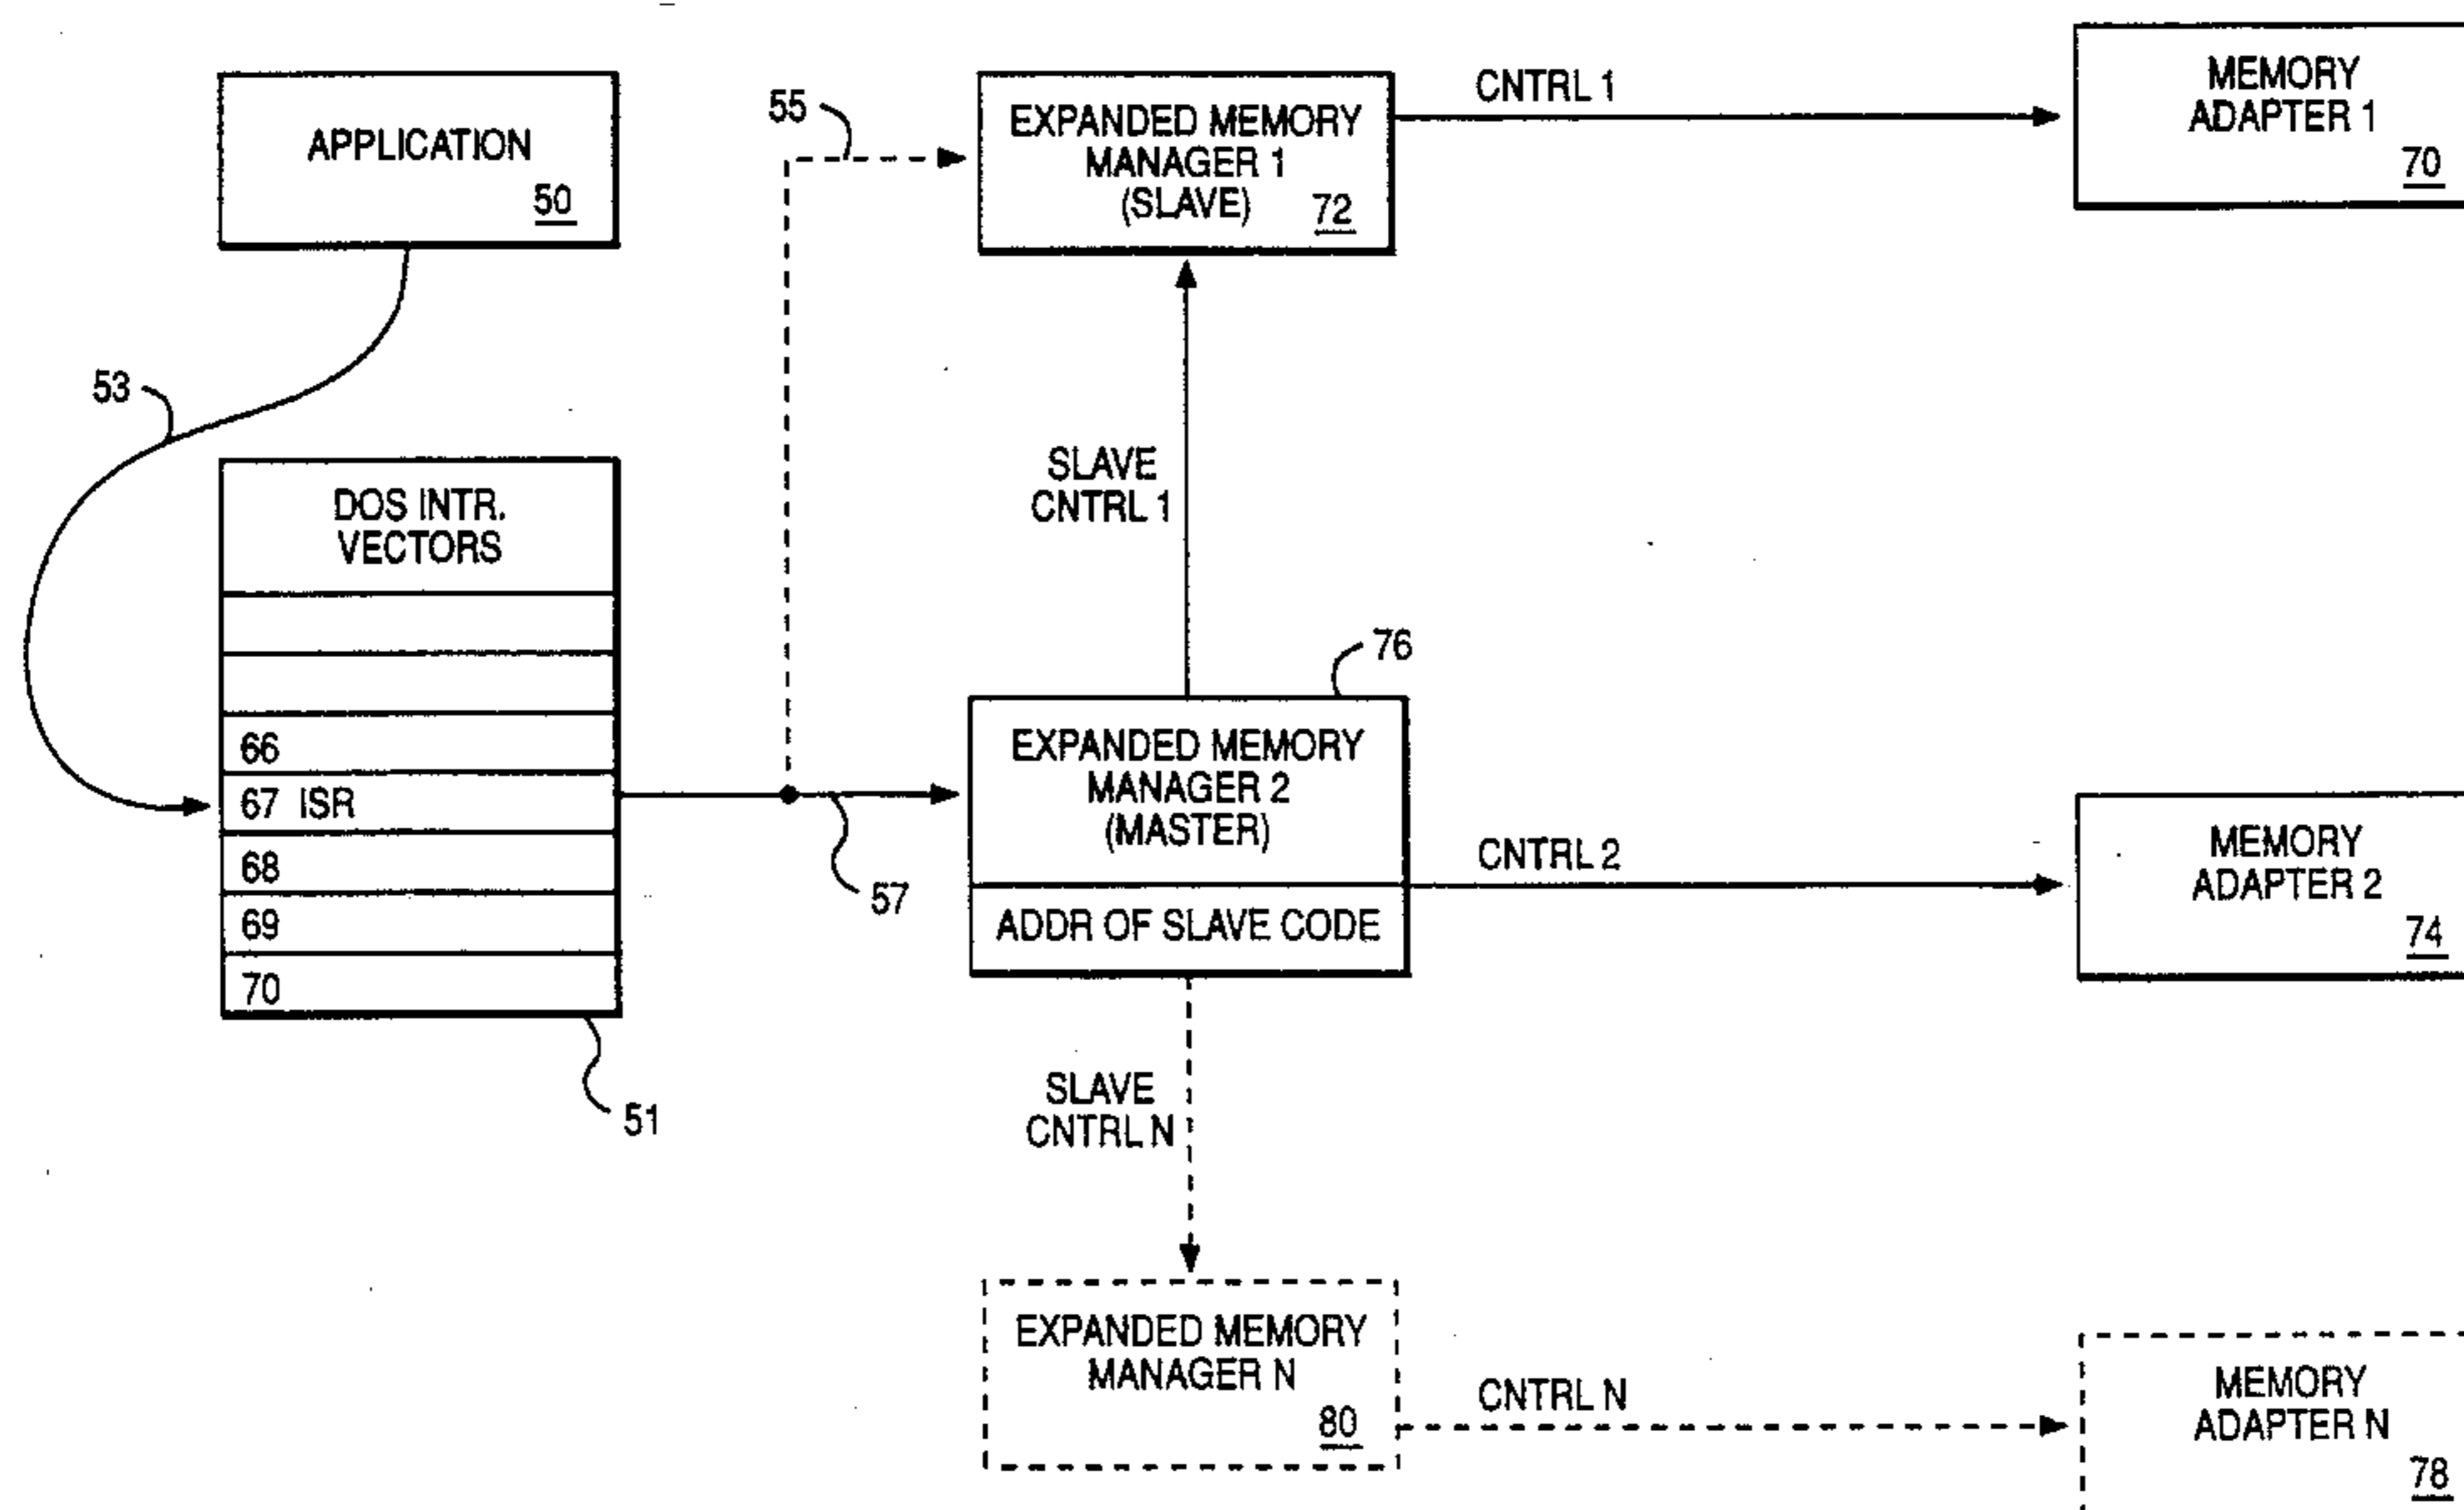 APPLICATION
50
53
DOS INTR.
VECTORS
66
67 ISR
68
69
70
51
55
57
EXPANDED MEMORY
MANAGER 1
(SLAVE)
72
CNTRL 1
MEMORY
ADAPTER 1
70
SLAVE
CNTRL 1
76
EXPANDED MEMORY
MANAGER 2
(MASTER)
ADDR OF SLAVE CODE
CNTRL 2
MEMORY
ADAPTER 2
74
SLAVE
CNTRL N
EXPANDED MEMORY
MANAGER N
80
CNTRL N
MEMORY
ADAPTER N
78